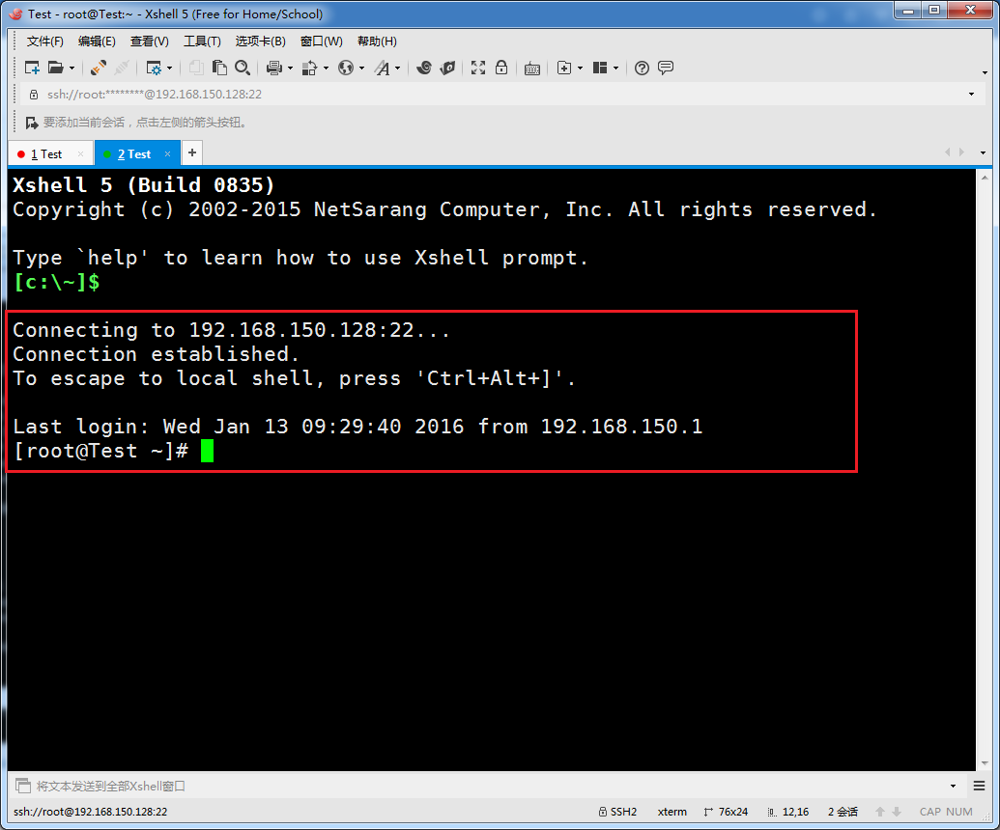 Test - root@Test:~ - Xshell 5 (Free for Home/School)
文件(F) 编辑(E) 查看(V) 工具(T) 选项卡(B) 窗口(W) 帮助(H)
ssh://root:********@192.168.150.128:22
要添加当前会话，点击左侧的箭头按钮。
1 Test × 2 Test × +
Xshell 5 (Build 0835)
Copyright (c) 2002-2015 NetSarang Computer, Inc. All rights reserved.
Type `help' to learn how to use Xshell prompt.
[c:\~]$
Connecting to 192.168.150.128:22...
Connection established.
To escape to local shell, press 'Ctrl+Alt+]'.
Last login: Wed Jan 13 09:29:40 2016 from 192.168.150.1
[root@Test ~]#
将文本发送到全部Xshell窗口
ssh://root@192.168.150.128:22 SSH2 xterm 76x24 12,16 2 会话 CAP NUM